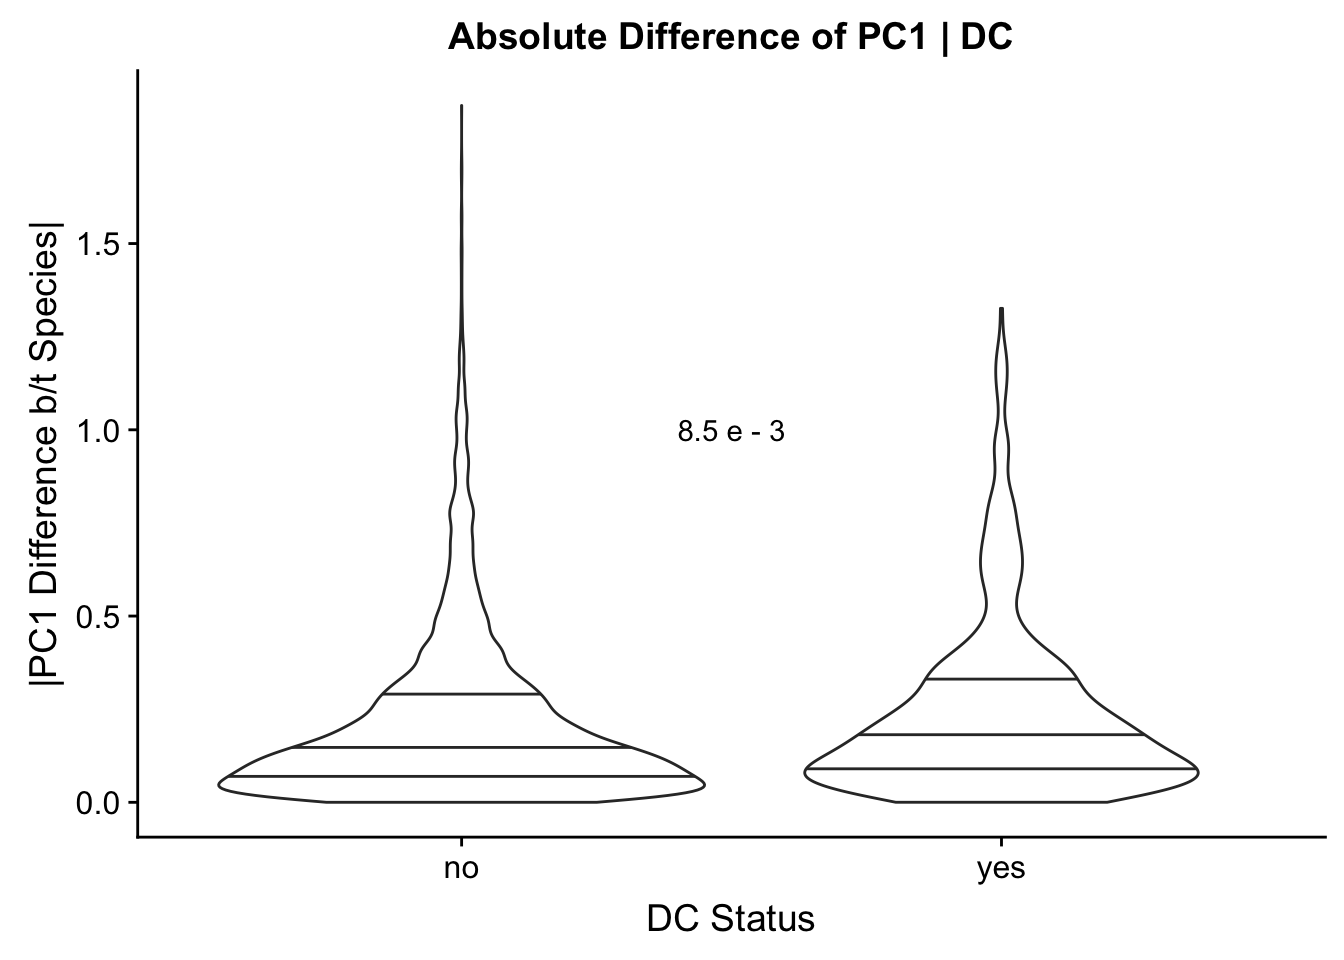 Absolute Difference of PC1 | DC
|PC1 Difference b/t Species|
1.5
1.0
0.5
0.0
8.5 e - 3
no
yes
DC Status